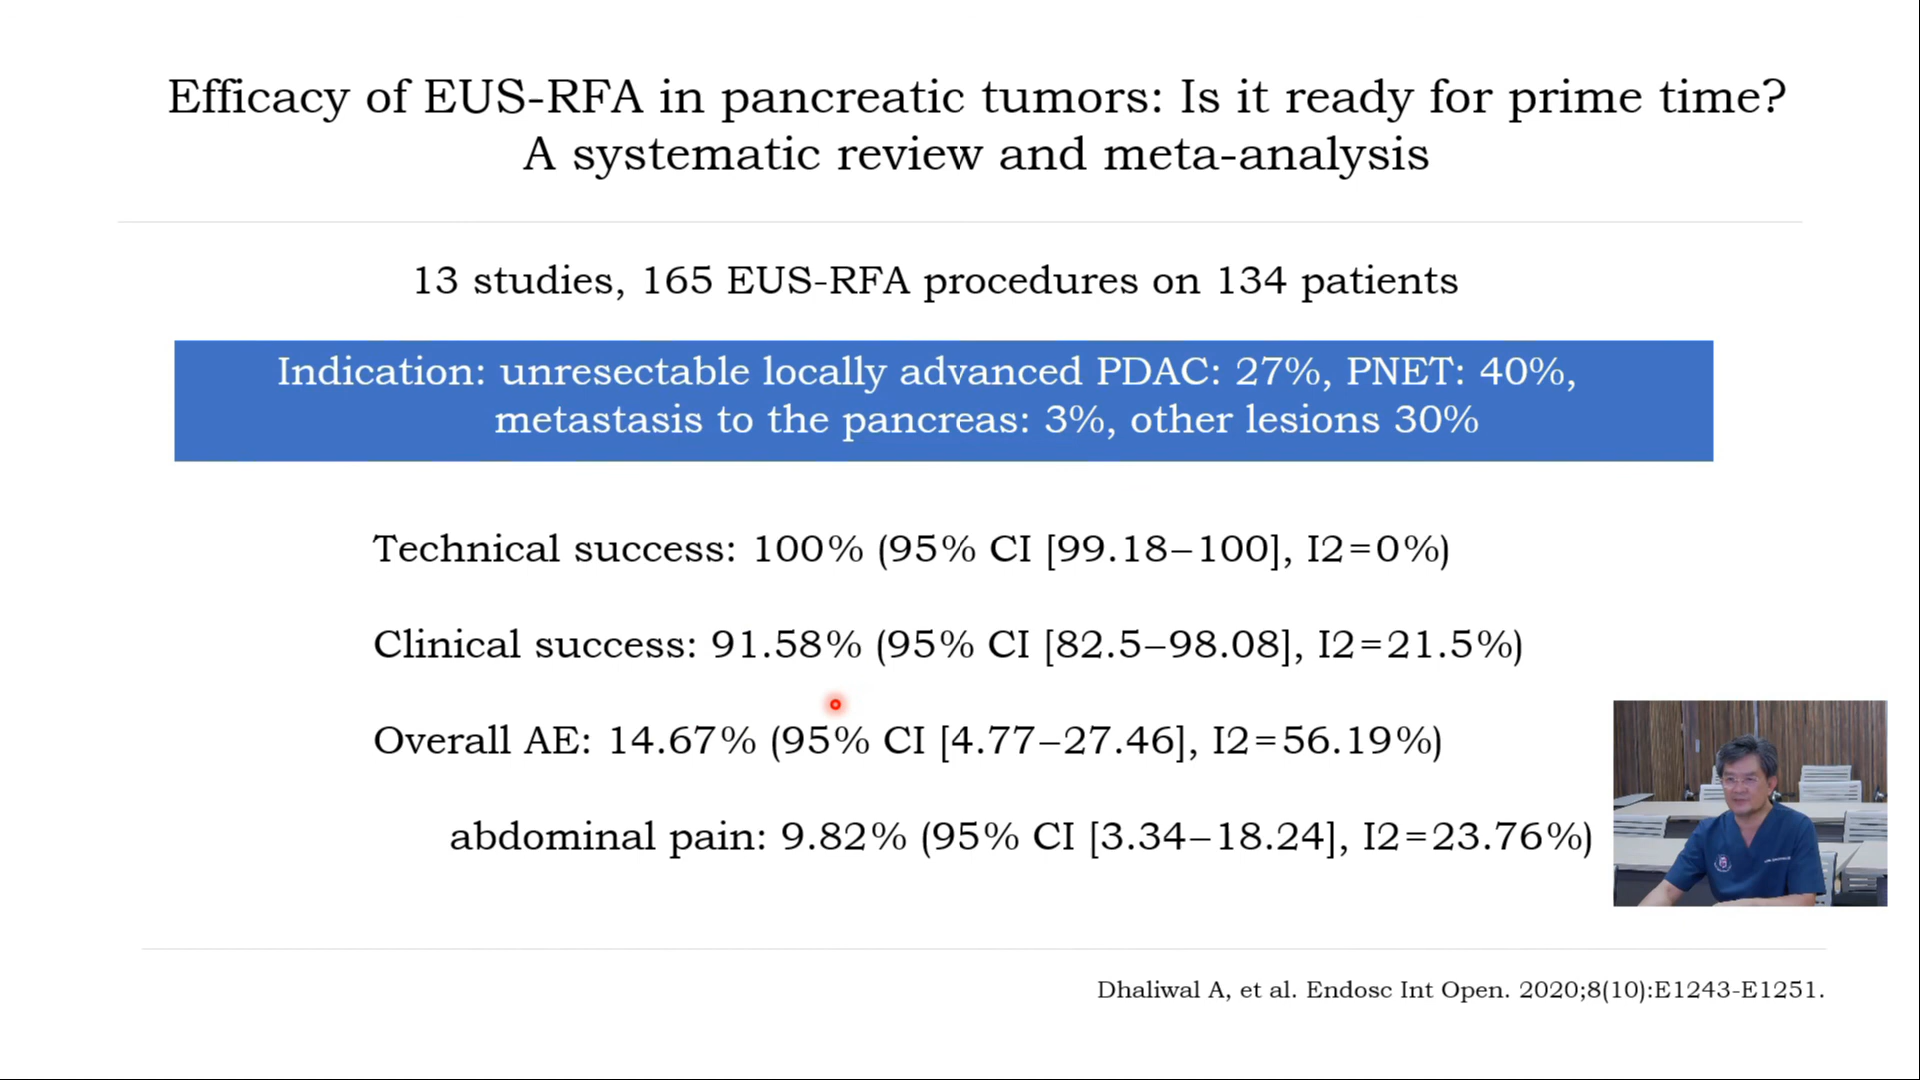 Efficacy of EUS-RFA in pancreatic tumors: Is it ready for prime time?
A systematic review and meta-analysis
13 studies, 165 EUS-RFA procedures on 134 patients
Indication: unresectable locally advanced PDAC: 27%, PNET: 40%,
metastasis to the pancreas: 3%, other lesions 30%
Technical success: 100% (95% CI [99.18–100], I2=0%)
Clinical success: 91.58% (95% CI [82.5–98.08], I2=21.5%)
Overall AE: 14.67% (95% CI [4.77–27.46], I2=56.19%)
abdominal pain: 9.82% (95% CI [3.34–18.24], I2=23.76%)
Dhaliwal A, et al. Endosc Int Open. 2020;8(10):E1243-E1251.